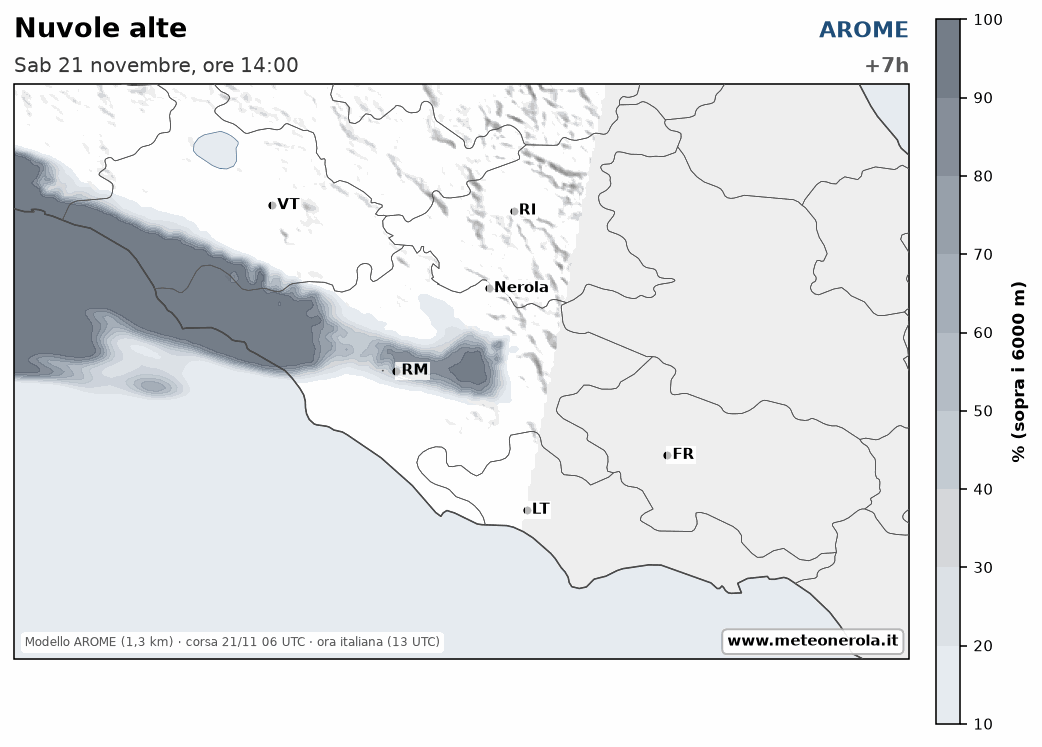 Nuvole alte
AROME
Sab 21 novembre, ore 14:00
+7h
VT
RI
Nerola
RM
FR
LT
Modello AROME (1,3 km) · corsa 21/11 06 UTC · ora italiana (13 UTC)
www.meteonerola.it
100
90
80
70
60
50
40
30
20
10
% (sopra i 6000 m)